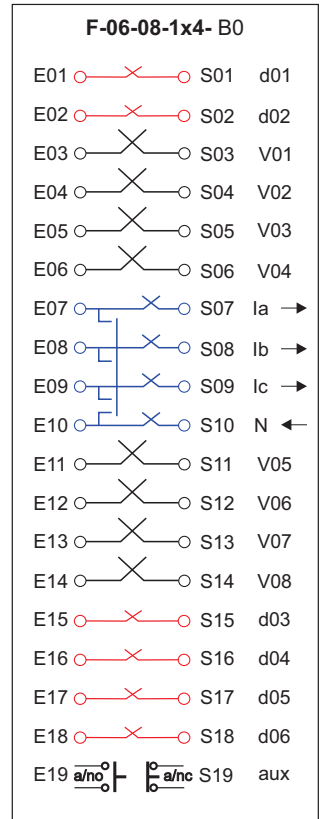 F-06-08-1x4- B0
E01 S01 d01
E02 S02 d02
E03 S03 V01
E04 S04 V02
E05 S05 V03
E06 S06 V04
E07 S07 Ia →
E08 S08 Ib →
E09 S09 Ic →
E10 S10 N ←
E11 S11 V05
E12 S12 V06
E13 S13 V07
E14 S14 V08
E15 S15 d03
E16 S16 d04
E17 S17 d05
E18 S18 d06
E19 a/no a/nc S19 aux